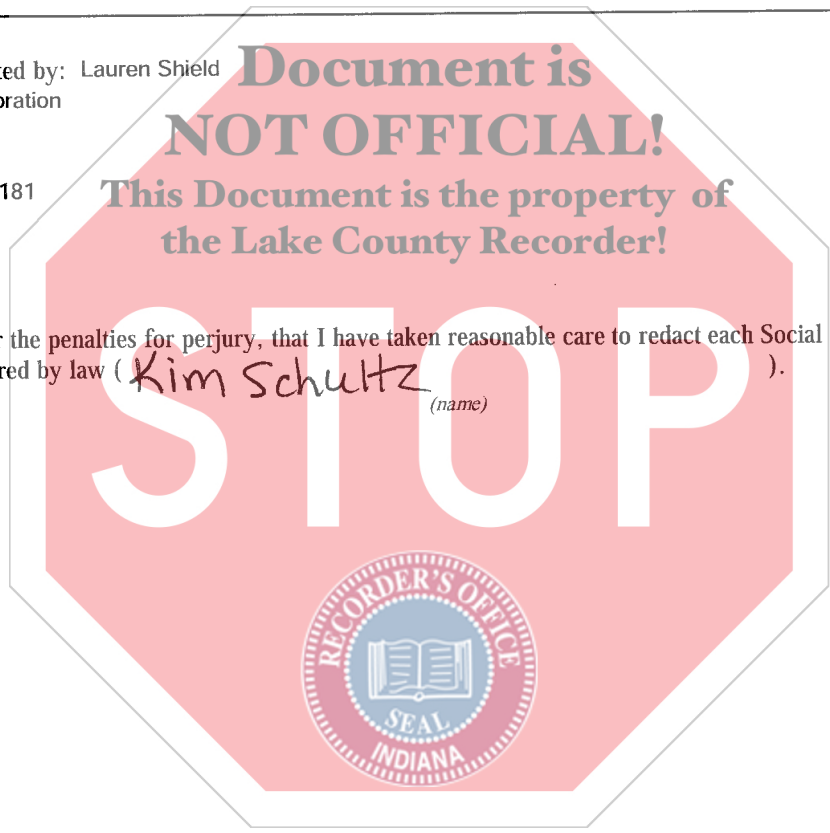 ted by: Lauren Shield
oration
181
Document is
NOT OFFICIAL!
This Document is the property of
the Lake County Recorder!
r the penalties for perjury, that I have taken reasonable care to redact each Social
red by law ( Kim Schultz ).
(name)
STOP
RECORDER'S OFFICE
SEAL
INDIANA